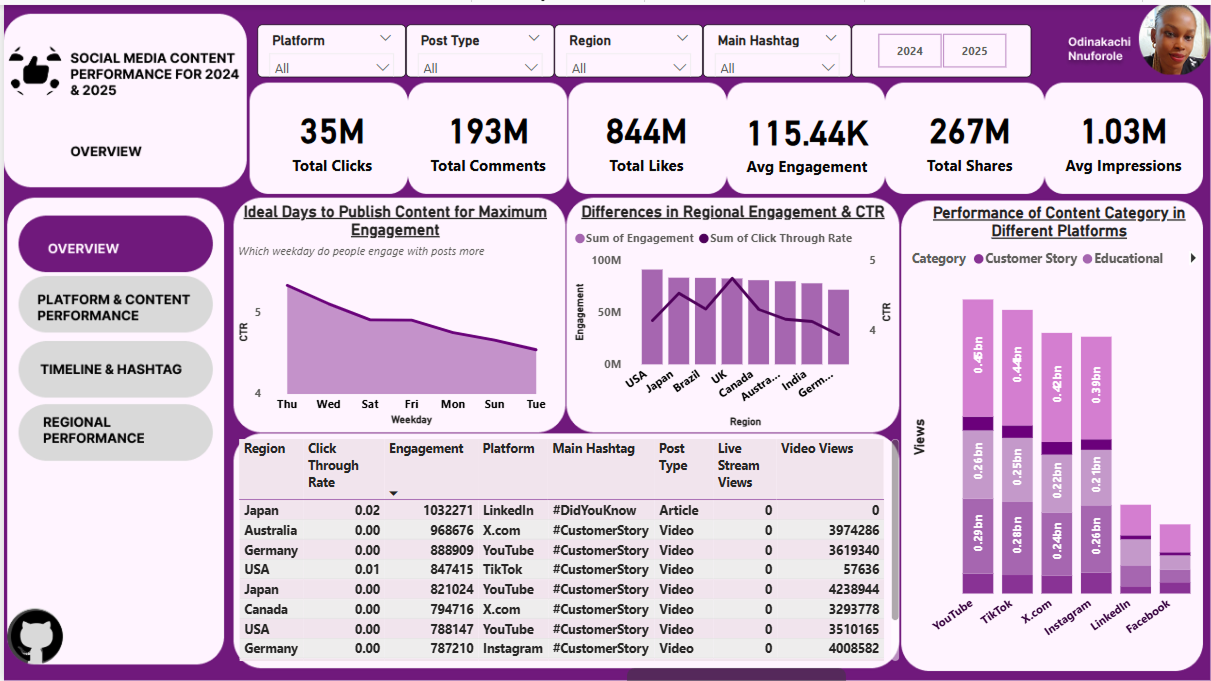 SOCIAL MEDIA CONTENT
PERFORMANCE FOR 2024
& 2025
OVERVIEW
Platform
All
Post Type
All
Region
All
Main Hashtag
All
2024
2025
Odinakachi
Nnuforole
35M
Total Clicks
193M
Total Comments
844M
Total Likes
115.44K
Avg Engagement
267M
Total Shares
1.03M
Avg Impressions
OVERVIEW
PLATFORM & CONTENT
PERFORMANCE
TIMELINE & HASHTAG
REGIONAL
PERFORMANCE
Ideal Days to Publish Content for Maximum
Engagement
Which weekday do people engage with posts more
CTR
5
4
Thu Wed Sat Fri Mon Sun Tue
Weekday
Differences in Regional Engagement & CTR
Sum of Engagement Sum of Click Through Rate
Engagement
100M
50M
0M
5
4
CTR
USA Japan Brazil UK Canada Austra... India Germ...
Region
Performance of Content Category in
Different Platforms
Category Customer Story Educational
Views
0.45bn 0.44bn 0.42bn 0.39bn
0.26bn 0.25bn 0.22bn 0.21bn
0.29bn 0.28bn 0.24bn 0.26bn
YouTube TikTok X.com Instagram LinkedIn Facebook
Region Click Through Rate Engagement Platform Main Hashtag Post Type Live Stream Views Video Views
Japan 0.02 1032271 LinkedIn #DidYouKnow Article 0 0
Australia 0.00 968676 X.com #CustomerStory Video 0 3974286
Germany 0.00 888909 YouTube #CustomerStory Video 0 3619340
USA 0.01 847415 TikTok #CustomerStory Video 0 57636
Japan 0.00 821024 YouTube #CustomerStory Video 0 4238944
Canada 0.00 794716 X.com #CustomerStory Video 0 3293778
USA 0.00 788147 YouTube #CustomerStory Video 0 3510165
Germany 0.00 787210 Instagram #CustomerStory Video 0 4008582